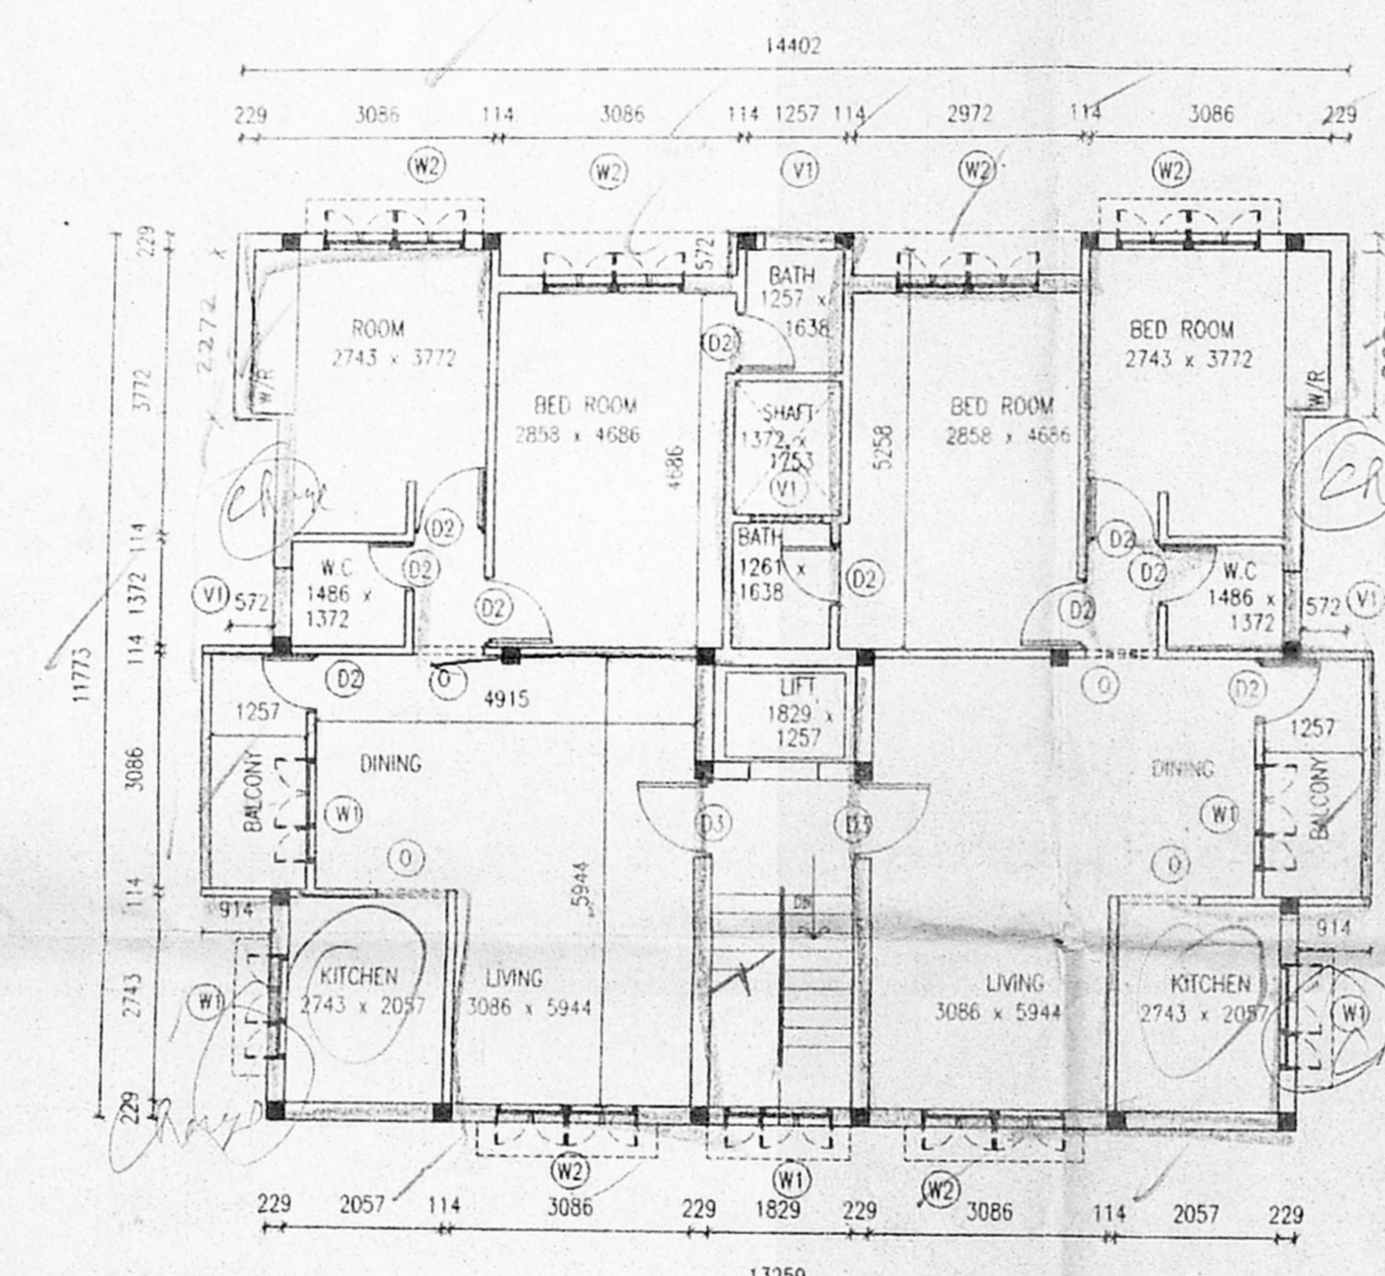 14402
229 3086 114 3086 114 1257 114 2972 114 3086 229
W2 W2 V1 W2 W2
229
572
BATH
1257 x
1638
ROOM
2743 x 3772
D2
BED ROOM
2743 x 3772
2272
3772
W/R
W/R
BED ROOM
2858 x 4686
SHAFT
1372 x
1753
V1
BED ROOM
2858 x 4686
4686
5258
Change
114
D2
D2
BATH
1261 x
1638
D2
D2
D2
W.C
1486 x
1372
W.C
1486 x
1372
V1
572
1372
D2
D2
572
V1
114
11773
D2
O
4915
LIFT
1829 x
1257
O
D2
1257
1257
DINING
DINING
3086
BALCONY
W1
D3
D3
W1
BALCONY
O
O
114
914
5944
DN
914
KITCHEN
2743 x 2057
LIVING
3086 x 5944
LIVING
3086 x 5944
KITCHEN
2743 x 2057
2743
W1
W1
229
Change
W2 W1 W2
229 2057 114 3086 229 1829 229 3086 114 2057 229
13259